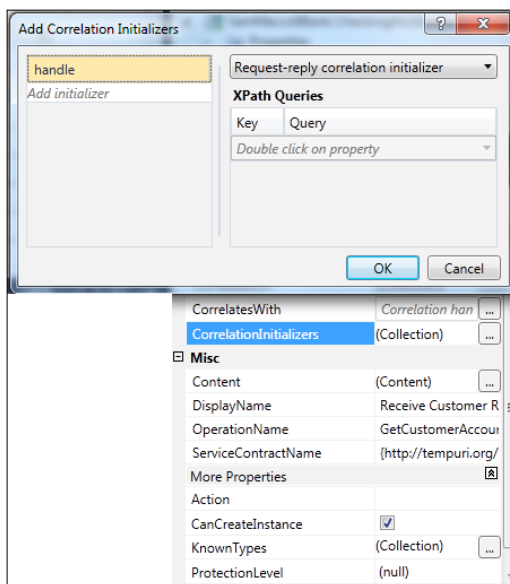 Add Correlation Initializers
handle
Add initializer
Request-reply correlation initializer
XPath Queries
Key Query
Double click on property
OK Cancel
CorrelatesWith Correlation han ...
CorrelationInitializers (Collection) ...
Misc
Content (Content) ...
DisplayName Receive Customer R
OperationName GetCustomerAccour
ServiceContractName {http://tempuri.org/
More Properties
Action
CanCreateInstance
KnownTypes (Collection) ...
ProtectionLevel (null)